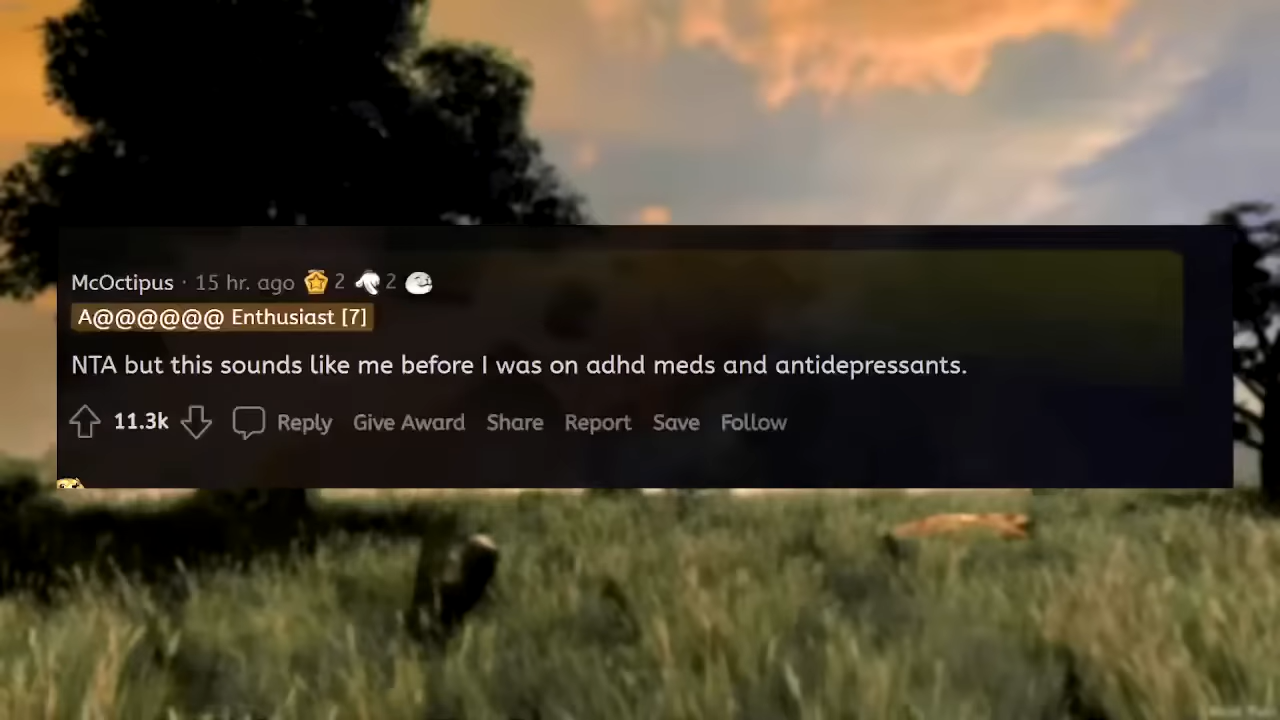 McOctipus · 15 hr. ago 2 2
A@@@@@@ Enthusiast [7]
NTA but this sounds like me before I was on adhd meds and antidepressants.
11.3k Reply Give Award Share Report Save Follow